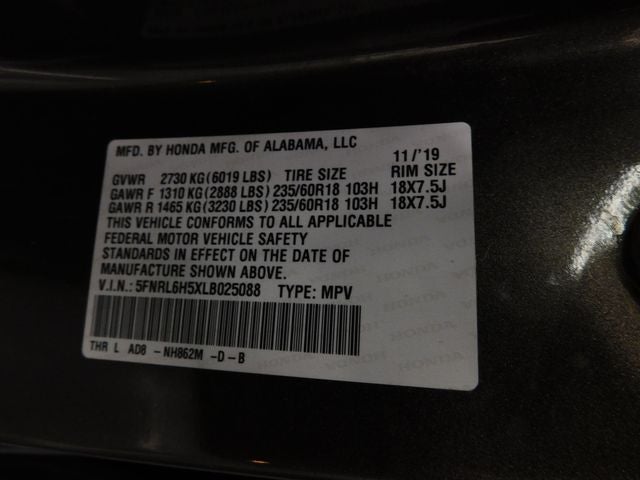 MFD. BY HONDA MFG. OF ALABAMA, LLC 11/'19
GVWR 2730 KG (6019 LBS) TIRE SIZE RIM SIZE
GAWR F 1310 KG (2888 LBS) 235/60R18 103H 18X7.5J
GAWR R 1465 KG (3230 LBS) 235/60R18 103H 18X7.5J
THIS VEHICLE CONFORMS TO ALL APPLICABLE
FEDERAL MOTOR VEHICLE SAFETY
STANDARDS IN EFFECT ON THE DATE OF
MANUFACTURE SHOWN ABOVE.
V.I.N.: 5FNRL6H5XLB025088 TYPE: MPV
THR L AD8 -NH862M -D-B